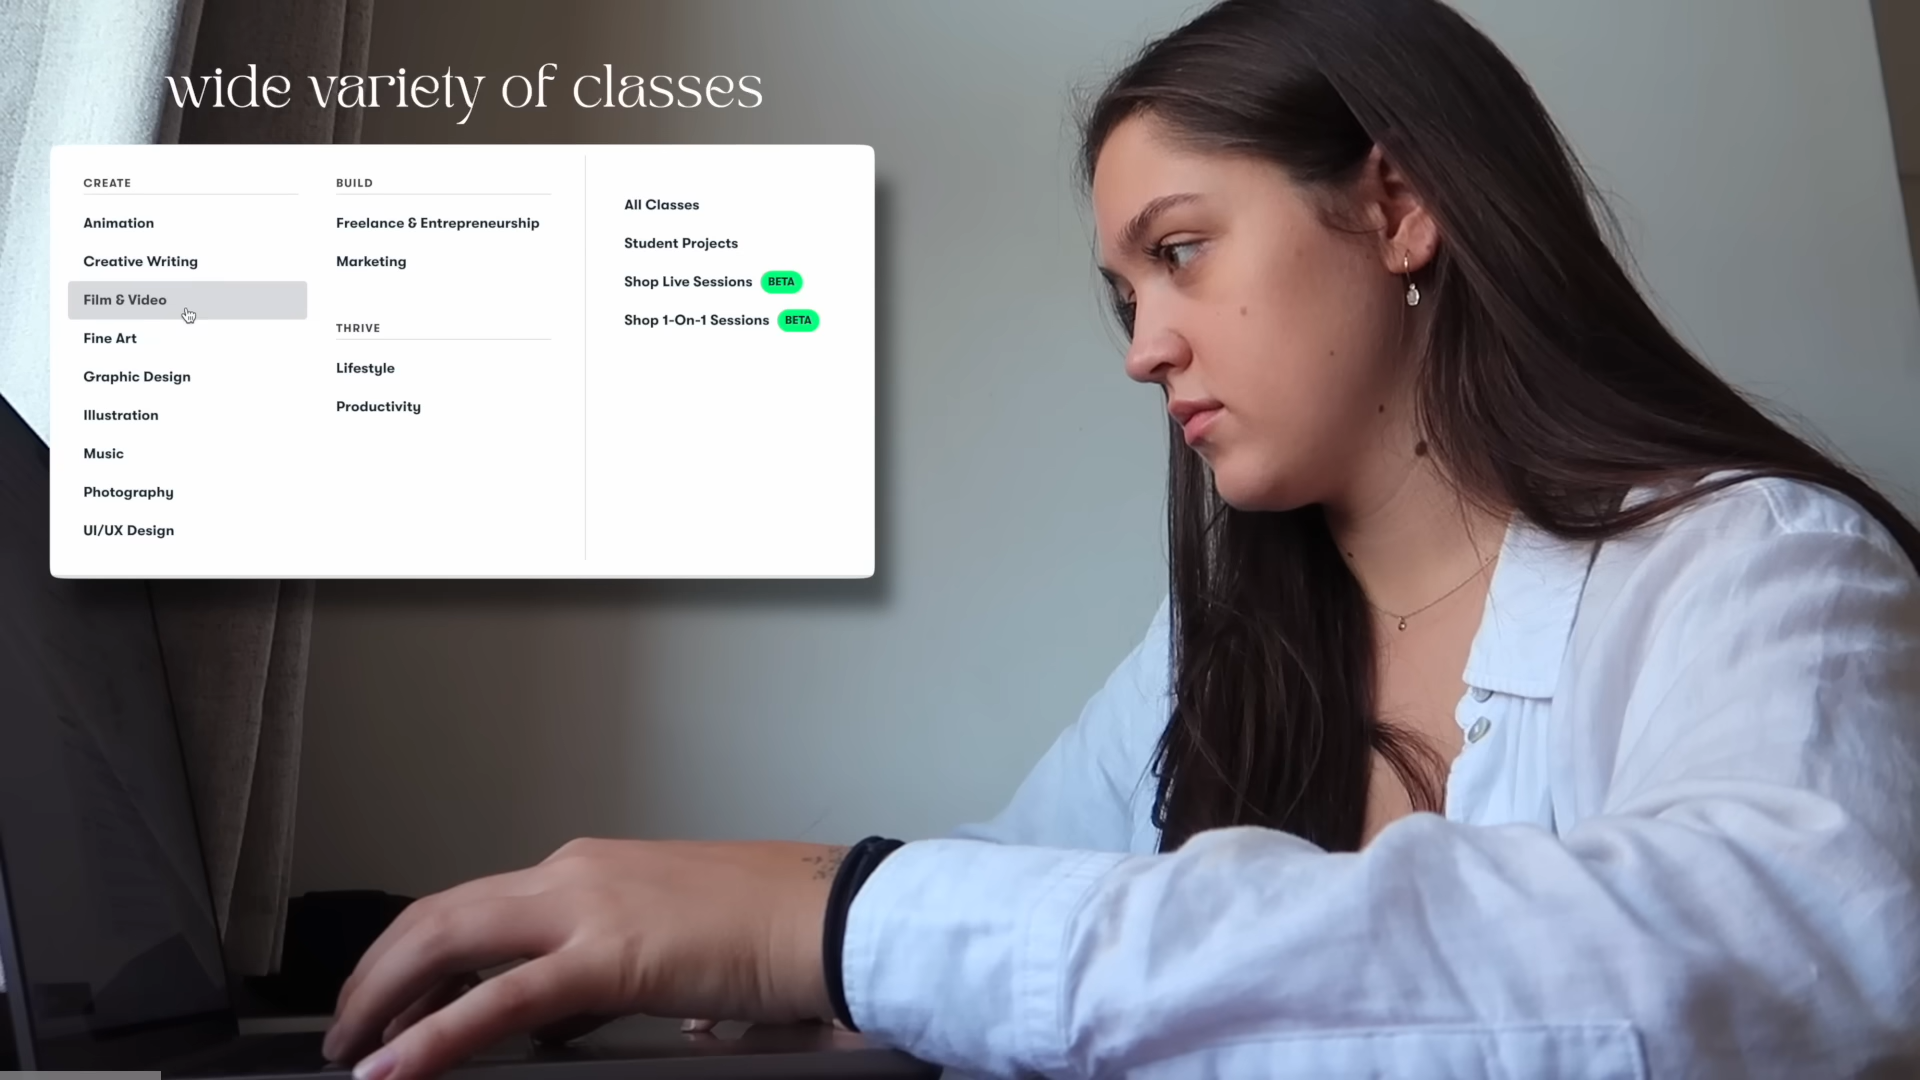 wide variety of classes
CREATE
Animation
Creative Writing
Film & Video
Fine Art
Graphic Design
Illustration
Music
Photography
UI/UX Design
BUILD
Freelance & Entrepreneurship
Marketing
THRIVE
Lifestyle
Productivity
All Classes
Student Projects
Shop Live Sessions BETA
Shop 1-On-1 Sessions BETA